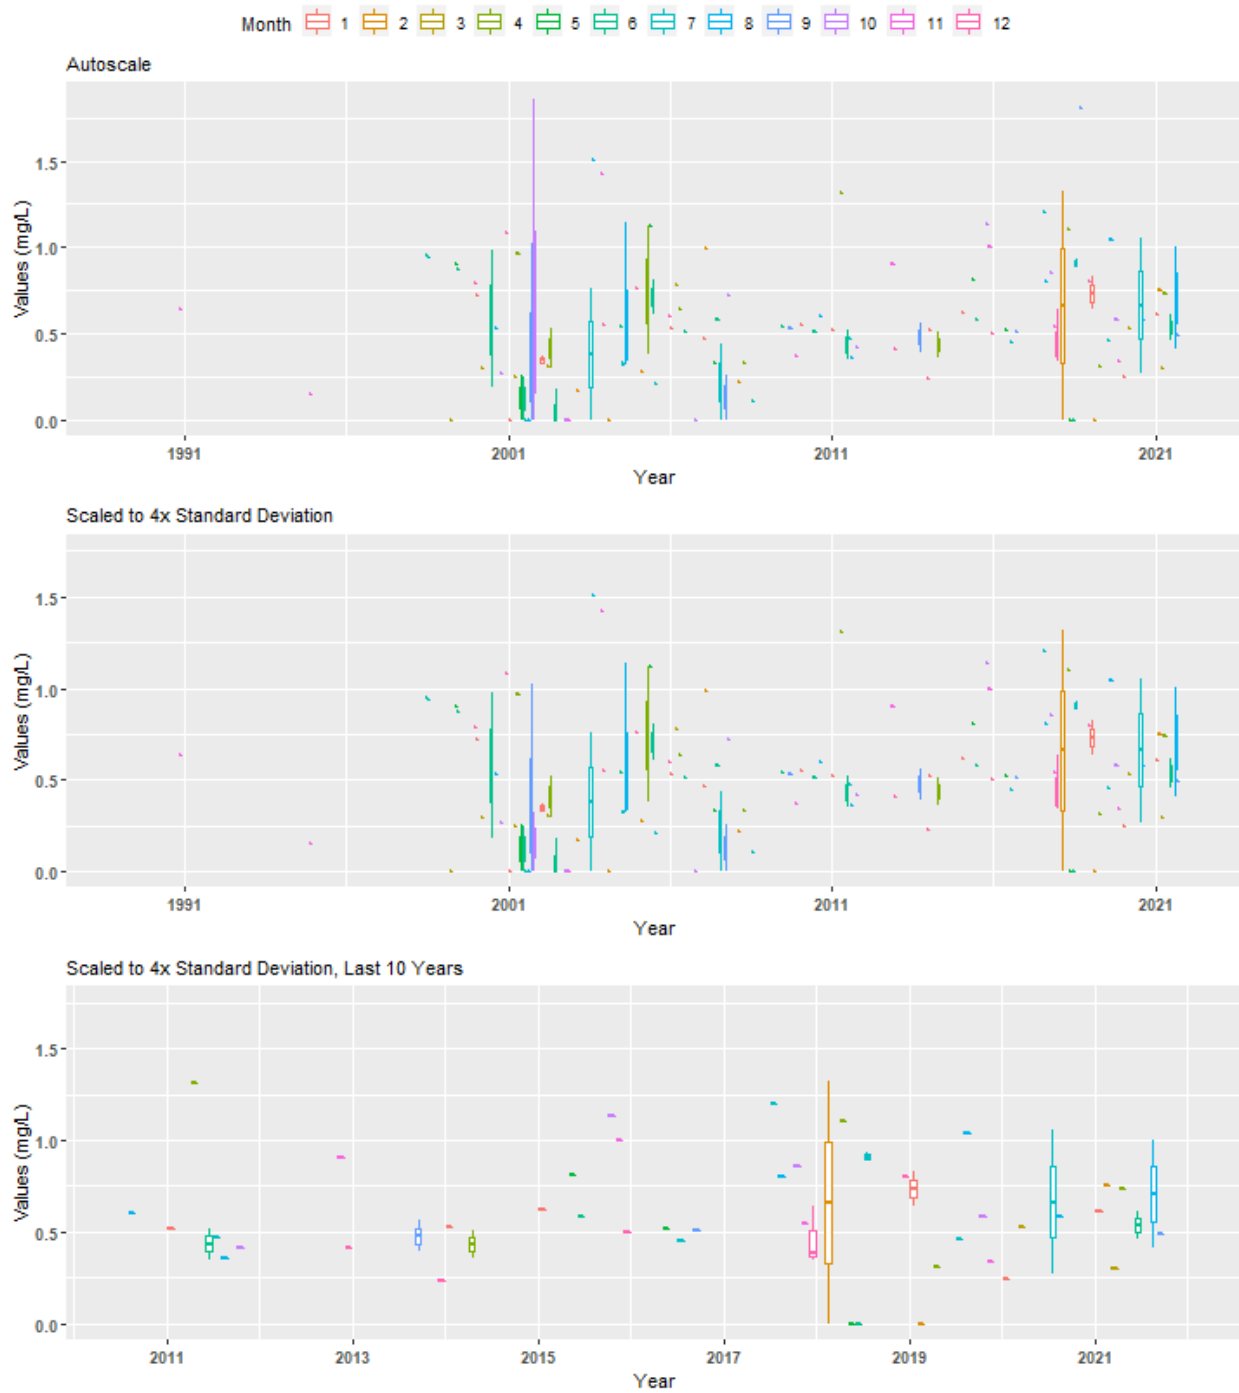 Month 1 2 3 4 5 6 7 8 9 10 11 12
Autoscale
Values (mg/L)
1.5
1.0
0.5
0.0
1991 2001 2011 2021
Year
Scaled to 4x Standard Deviation
Values (mg/L)
1.5
1.0
0.5
0.0
1991 2001 2011 2021
Year
Scaled to 4x Standard Deviation, Last 10 Years
Values (mg/L)
1.5
1.0
0.5
0.0
2011 2013 2015 2017 2019 2021
Year